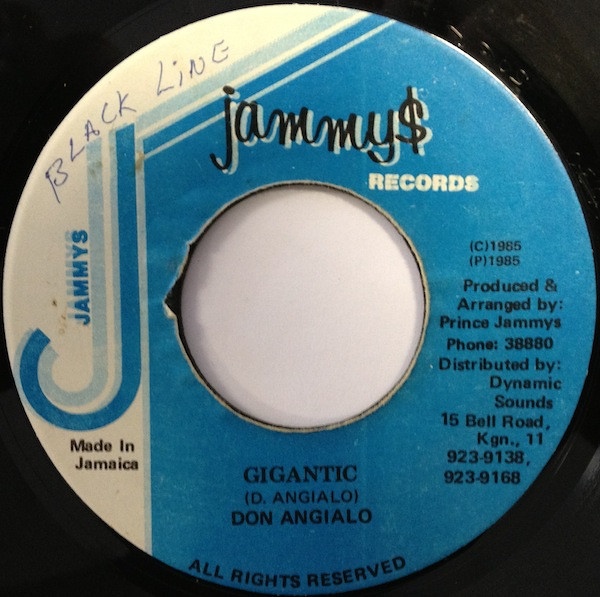 BLACK LINE
jammy$
RECORDS
JAMMYS
(C)1985
(P)1985
Produced &
Arranged by:
Prince Jammys
Phone: 38880
Distributed by:
Dynamic
Sounds
15 Bell Road,
Kgn., 11
923-9138,
923-9168
Made In
Jamaica
GIGANTIC
(D. ANGIALO)
DON ANGIALO
ALL RIGHTS RESERVED